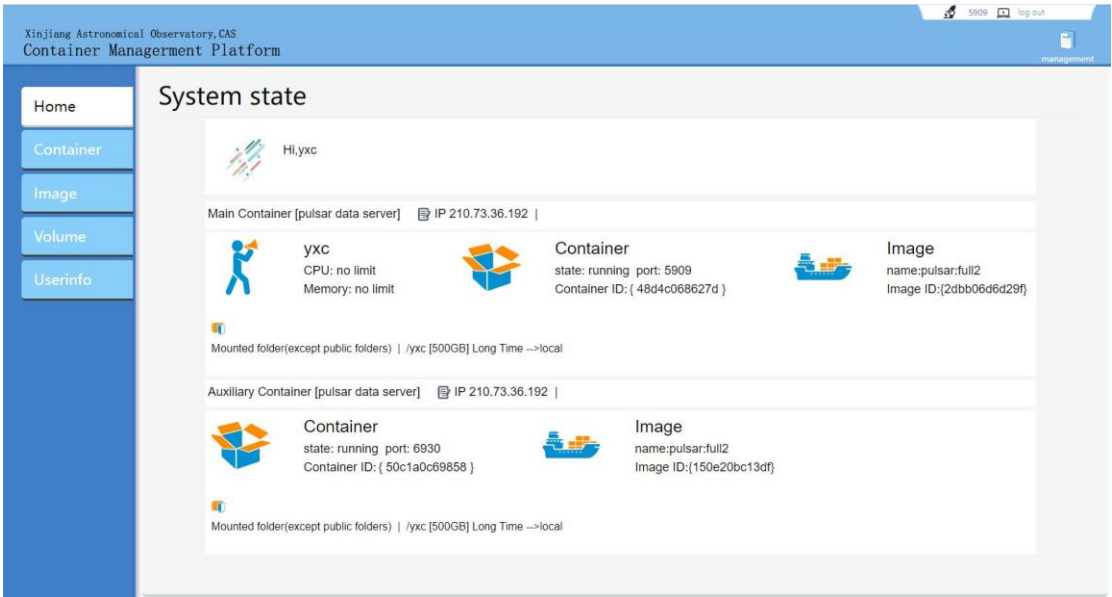 5909 log out
Xinjiang Astronomical Observatory,CAS
Container Managerment Platform
management
Home
Container
Image
Volume
Userinfo
System state
Hi,yxc
Main Container [pulsar data server] IP 210.73.36.192 |
yxc
CPU: no limit
Memory: no limit
Container
state: running port: 5909
Container ID: { 48d4c068627d }
Image
name:pulsar:full2
Image ID:{2dbb06d6d29f}
Mounted folder(except public folders) | /yxc [500GB] Long Time -->local
Auxiliary Container [pulsar data server] IP 210.73.36.192 |
Container
state: running port: 6930
Container ID: { 50c1a0c69858 }
Image
name:pulsar:full2
Image ID:{150e20bc13df}
Mounted folder(except public folders) | /yxc [500GB] Long Time -->local